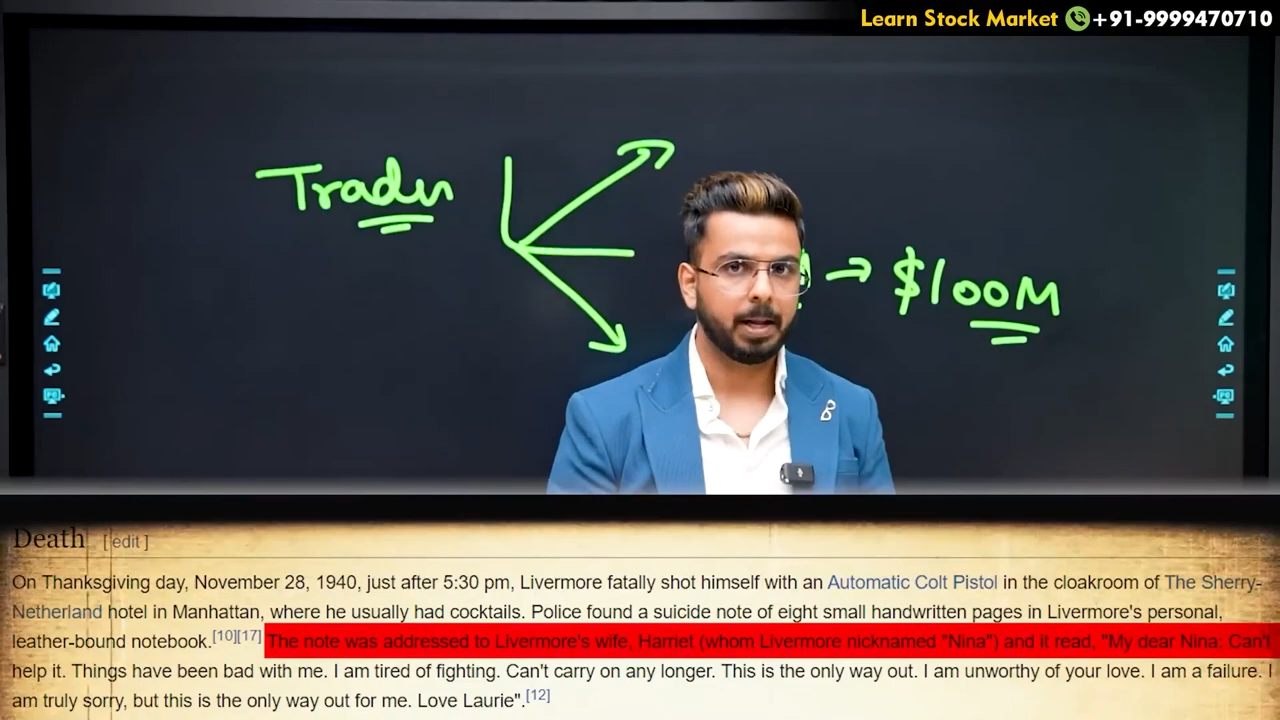 Learn Stock Market +91-9999470710
Trader
→ $100M
Death [ edit ]
On Thanksgiving day, November 28, 1940, just after 5:30 pm, Livermore fatally shot himself with an Automatic Colt Pistol in the cloakroom of The Sherry-
Netherland hotel in Manhattan, where he usually had cocktails. Police found a suicide note of eight small handwritten pages in Livermore's personal,
leather-bound notebook.[10][17] The note was addressed to Livermore's wife, Harriet (whom Livermore nicknamed "Nina") and it read, "My dear Nina: Can't
help it. Things have been bad with me. I am tired of fighting. Can't carry on any longer. This is the only way out. I am unworthy of your love. I am a failure. I
am truly sorry, but this is the only way out for me. Love Laurie".[12]